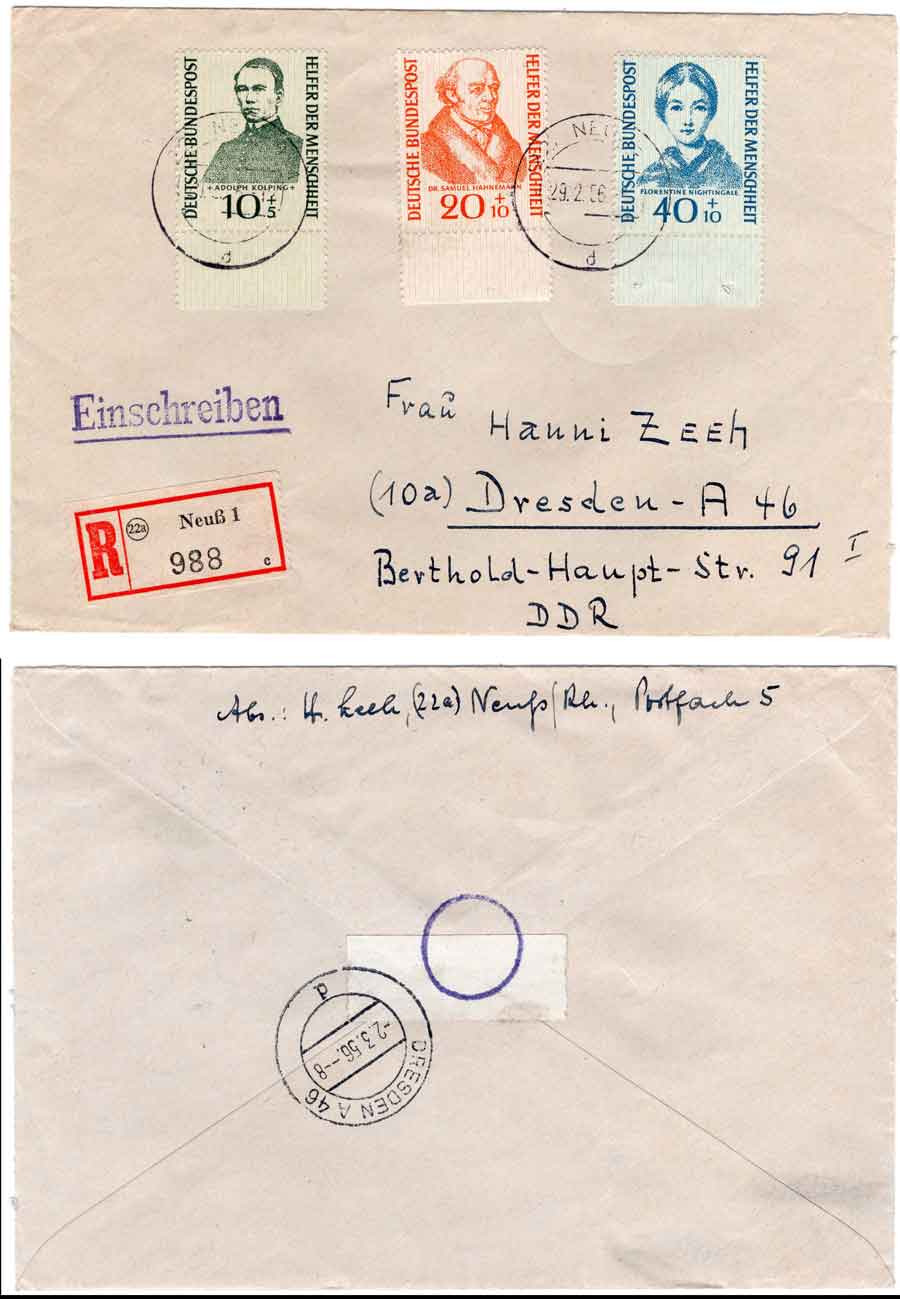 DEUTSCHE BUNDESPOST
HELFER DER MENSCHHEIT
+ ADOLPH KOLPING +
10 + 5
DEUTSCHE BUNDESPOST
HELFER DER MENSCHHEIT
DR. SAMUEL HAHNEMANN
20 + 10
DEUTSCHE BUNDESPOST
HELFER DER MENSCHHEIT
FLORENTINE NIGHTINGALE
40 + 10
NEU
29.2.56
d
d
Einschreiben
Frau Hanni ZEEH
(10a) Dresden-A 46
Berthold-Haupt-Str. 91 I
DDR
R
22a
Neuß 1
988
c
Abs.: H. Zeeh, (22a) Neuß/Rh., Postfach 5
DRESDEN A 46
-2.3.56.--8
p